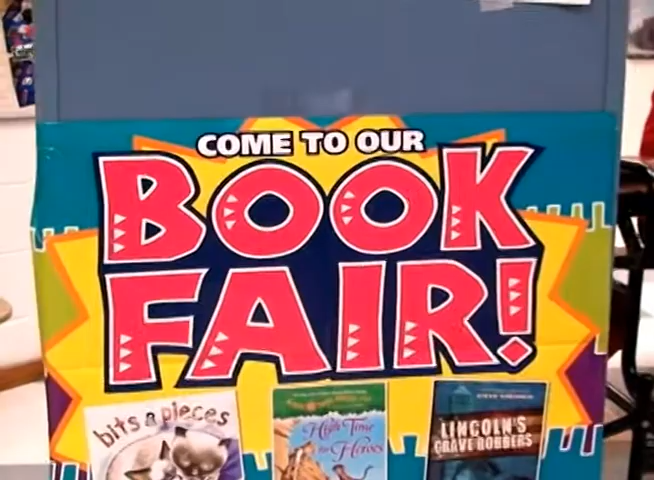 COME TO OUR
BOOK
FAIR!
bits & pieces
High Time
for Heroes
LINCOLN'S
GRAVE ROBBERS